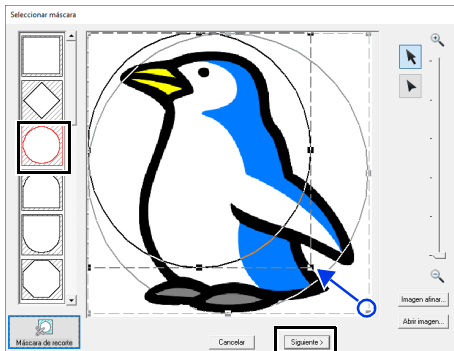 Seleccionar máscara
Imagen afinar...
Abrir imagen...
Máscara de recorte
Cancelar
Siguiente >